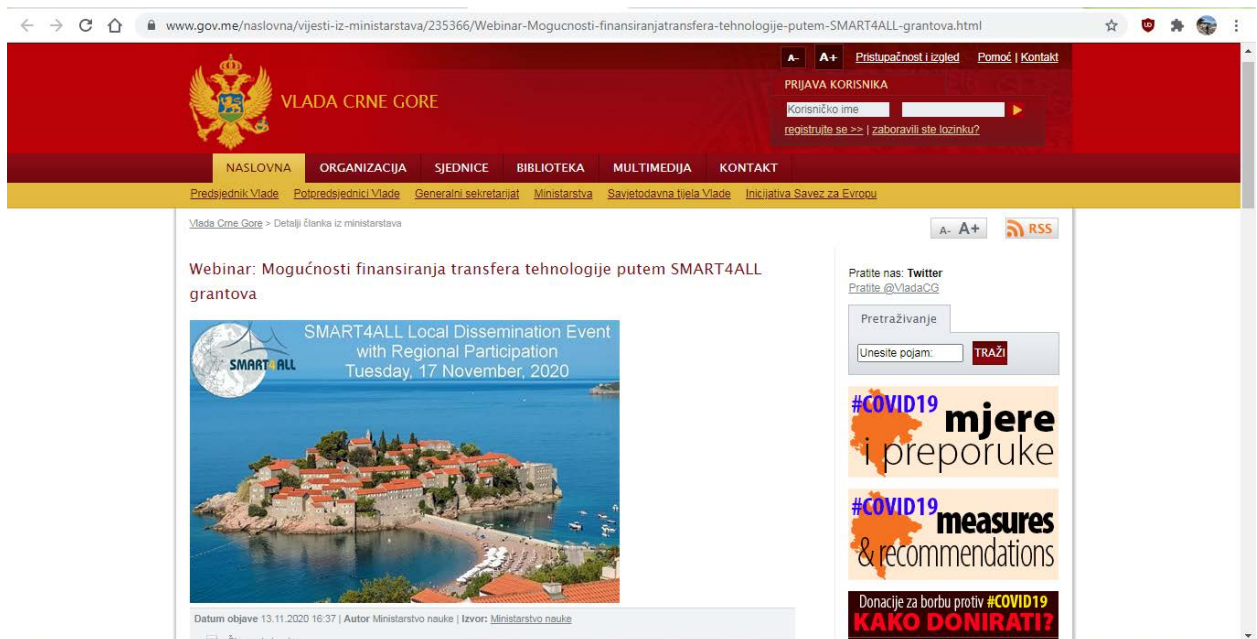 www.gov.me/naslovna/vijesti-iz-ministarstava/235366/Webinar-Mogucnosti-finansiranjatransfera-tehnologije-putem-SMART4ALL-grantova.html
A- A+ Pristupačnost i izgled Pomoć | Kontakt
PRIJAVA KORISNIKA
VLADA CRNE GORE
Korisničko ime
registrujte se >> | zaboravili ste lozinku?
NASLOVNA ORGANIZACIJA SJEDNICE BIBLIOTEKA MULTIMEDIJA KONTAKT
Predsjednik Vlade Potpredsjednici Vlade Generalni sekretarijat Ministarstva Savjetodavna tijela Vlade Inicijativa Savez za Evropu
Vlada Crne Gore > Detalji članka iz ministarstava
A- A+ RSS
Webinar: Mogućnosti finansiranja transfera tehnologije putem SMART4ALL
grantova
SMART4ALL Local Dissemination Event
with Regional Participation
Tuesday, 17 November, 2020
SMART4ALL
Datum objave 13.11.2020 16:37 | Autor Ministarstvo nauke | Izvor: Ministarstvo nauke
Pratite nas: Twitter
Pratite @VladaCG
Pretraživanje
Unesite pojam: TRAŽI
#COVID19
mjere
i preporuke
#COVID19
measures
& recommendations
Donacije za borbu protiv #COVID19
KAKO DONIRATI?